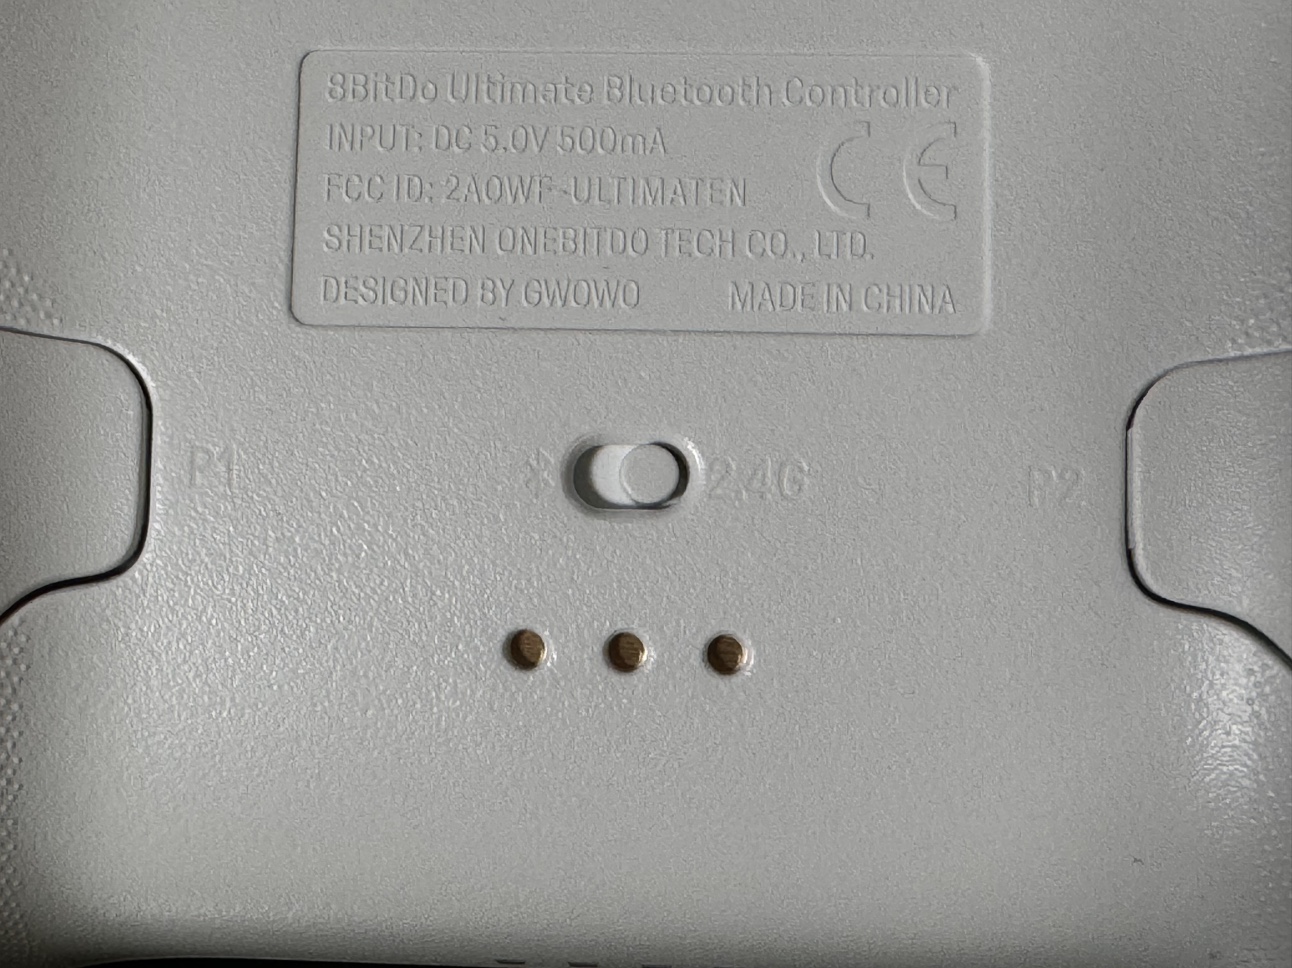 8BitDo Ultimate Bluetooth Controller
INPUT: DC 5.0V 500mA
CE
FCC ID: 2AOWF-ULTIMATEN
SHENZHEN ONEBITDO TECH CO., LTD.
DESIGNED BY GWOWO MADE IN CHINA
P1 2.4G P2